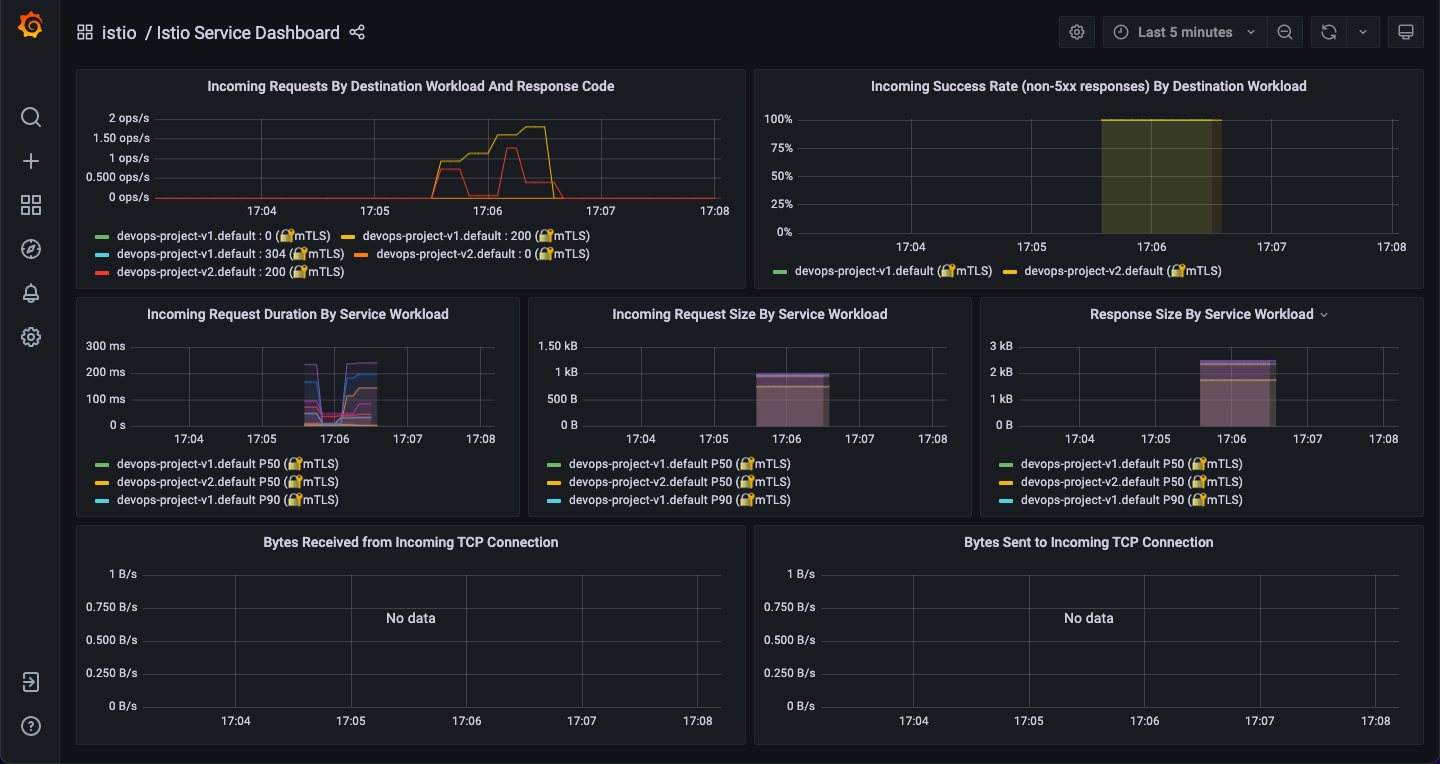 istio / Istio Service Dashboard
Last 5 minutes
Incoming Requests By Destination Workload And Response Code
2 ops/s
1.50 ops/s
1 ops/s
0.500 ops/s
0 ops/s
17:04 17:05 17:06 17:07 17:08
devops-project-v1.default : 0 (🔐mTLS) devops-project-v1.default : 200 (🔐mTLS)
devops-project-v1.default : 304 (🔐mTLS) devops-project-v2.default : 0 (🔐mTLS)
devops-project-v2.default : 200 (🔐mTLS)
Incoming Success Rate (non-5xx responses) By Destination Workload
100%
75%
50%
25%
0%
17:04 17:05 17:06 17:07 17:08
devops-project-v1.default (🔐mTLS) devops-project-v2.default (🔐mTLS)
Incoming Request Duration By Service Workload
300 ms
200 ms
100 ms
0 s
17:04 17:05 17:06 17:07 17:08
devops-project-v1.default P50 (🔐mTLS)
devops-project-v2.default P50 (🔐mTLS)
devops-project-v1.default P90 (🔐mTLS)
Incoming Request Size By Service Workload
1.50 kB
1 kB
500 B
0 B
17:04 17:05 17:06 17:07 17:08
devops-project-v1.default P50 (🔐mTLS)
devops-project-v2.default P50 (🔐mTLS)
devops-project-v1.default P90 (🔐mTLS)
Response Size By Service Workload
3 kB
2 kB
1 kB
0 B
17:04 17:05 17:06 17:07 17:08
devops-project-v1.default P50 (🔐mTLS)
devops-project-v2.default P50 (🔐mTLS)
devops-project-v1.default P90 (🔐mTLS)
Bytes Received from Incoming TCP Connection
1 B/s
0.750 B/s
No data
0.500 B/s
0.250 B/s
0 B/s
17:04 17:05 17:06 17:07 17:08
Bytes Sent to Incoming TCP Connection
1 B/s
0.750 B/s
No data
0.500 B/s
0.250 B/s
0 B/s
17:04 17:05 17:06 17:07 17:08